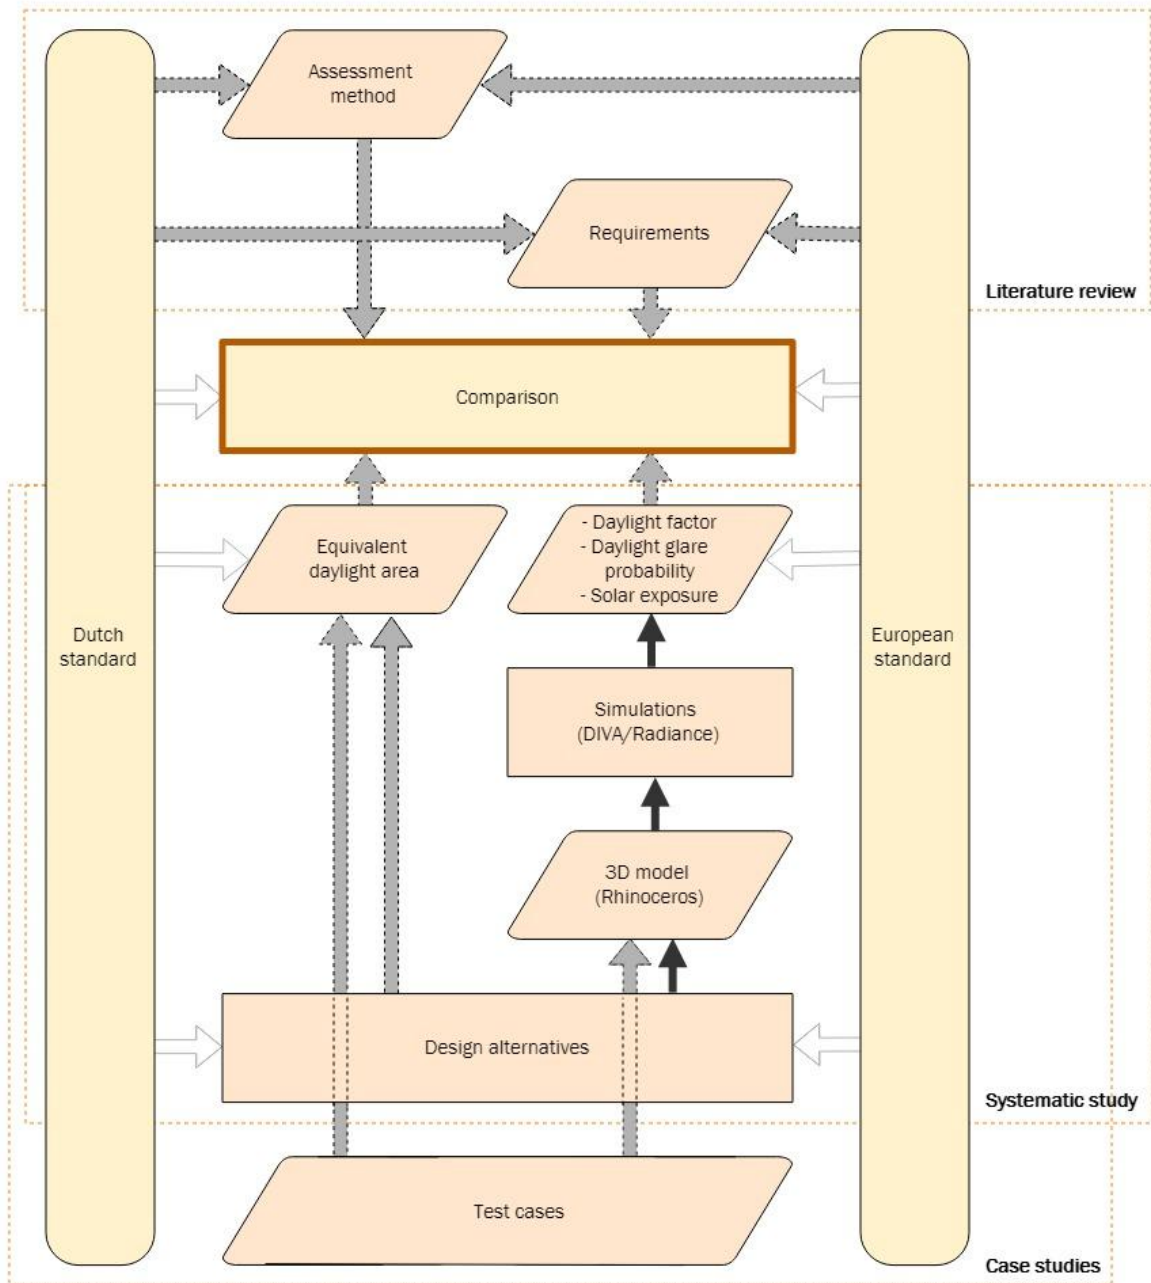 Assessment
method
Requirements
Literature review
Comparison
Equivalent
daylight area
- Daylight factor
- Daylight glare
probability
- Solar exposure
Dutch
standard
European
standard
Simulations
(DIVA/Radiance)
3D model
(Rhinoceros)
Design alternatives
Systematic study
Test cases
Case studies